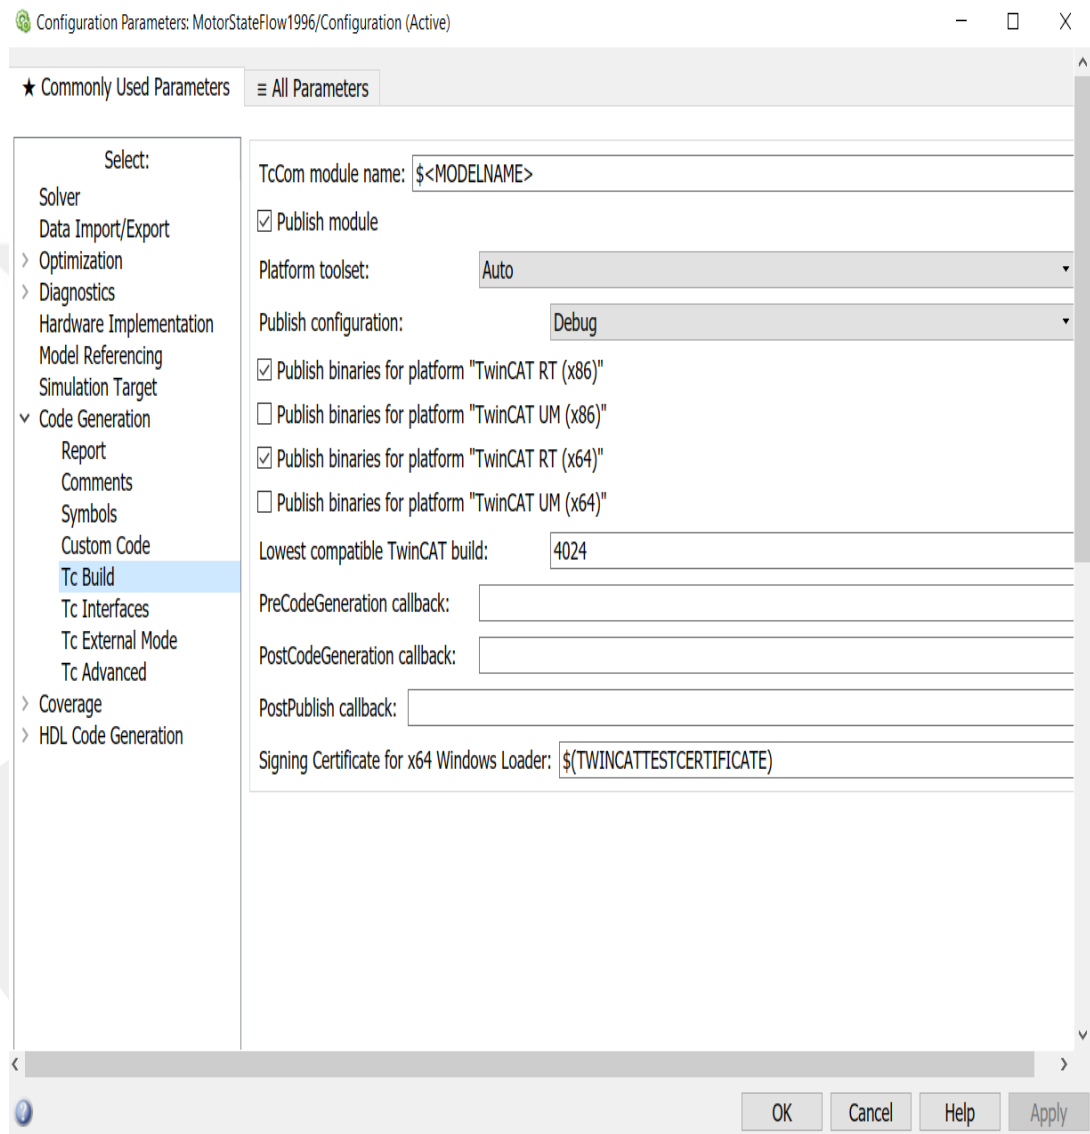 Configuration Parameters: MotorStateFlow1996/Configuration (Active)
★ Commonly Used Parameters
≡ All Parameters
Select:
Solver
Data Import/Export
Optimization
Diagnostics
Hardware Implementation
Model Referencing
Simulation Target
Code Generation
Report
Comments
Symbols
Custom Code
Tc Build
Tc Interfaces
Tc External Mode
Tc Advanced
Coverage
HDL Code Generation
TcCom module name: $<MODELNAME>
Publish module
Platform toolset: Auto
Publish configuration: Debug
Publish binaries for platform "TwinCAT RT (x86)"
Publish binaries for platform "TwinCAT UM (x86)"
Publish binaries for platform "TwinCAT RT (x64)"
Publish binaries for platform "TwinCAT UM (x64)"
Lowest compatible TwinCAT build: 4024
PreCodeGeneration callback:
PostCodeGeneration callback:
PostPublish callback:
Signing Certificate for x64 Windows Loader: $(TWINCATTESTCERTIFICATE)
OK Cancel Help Apply